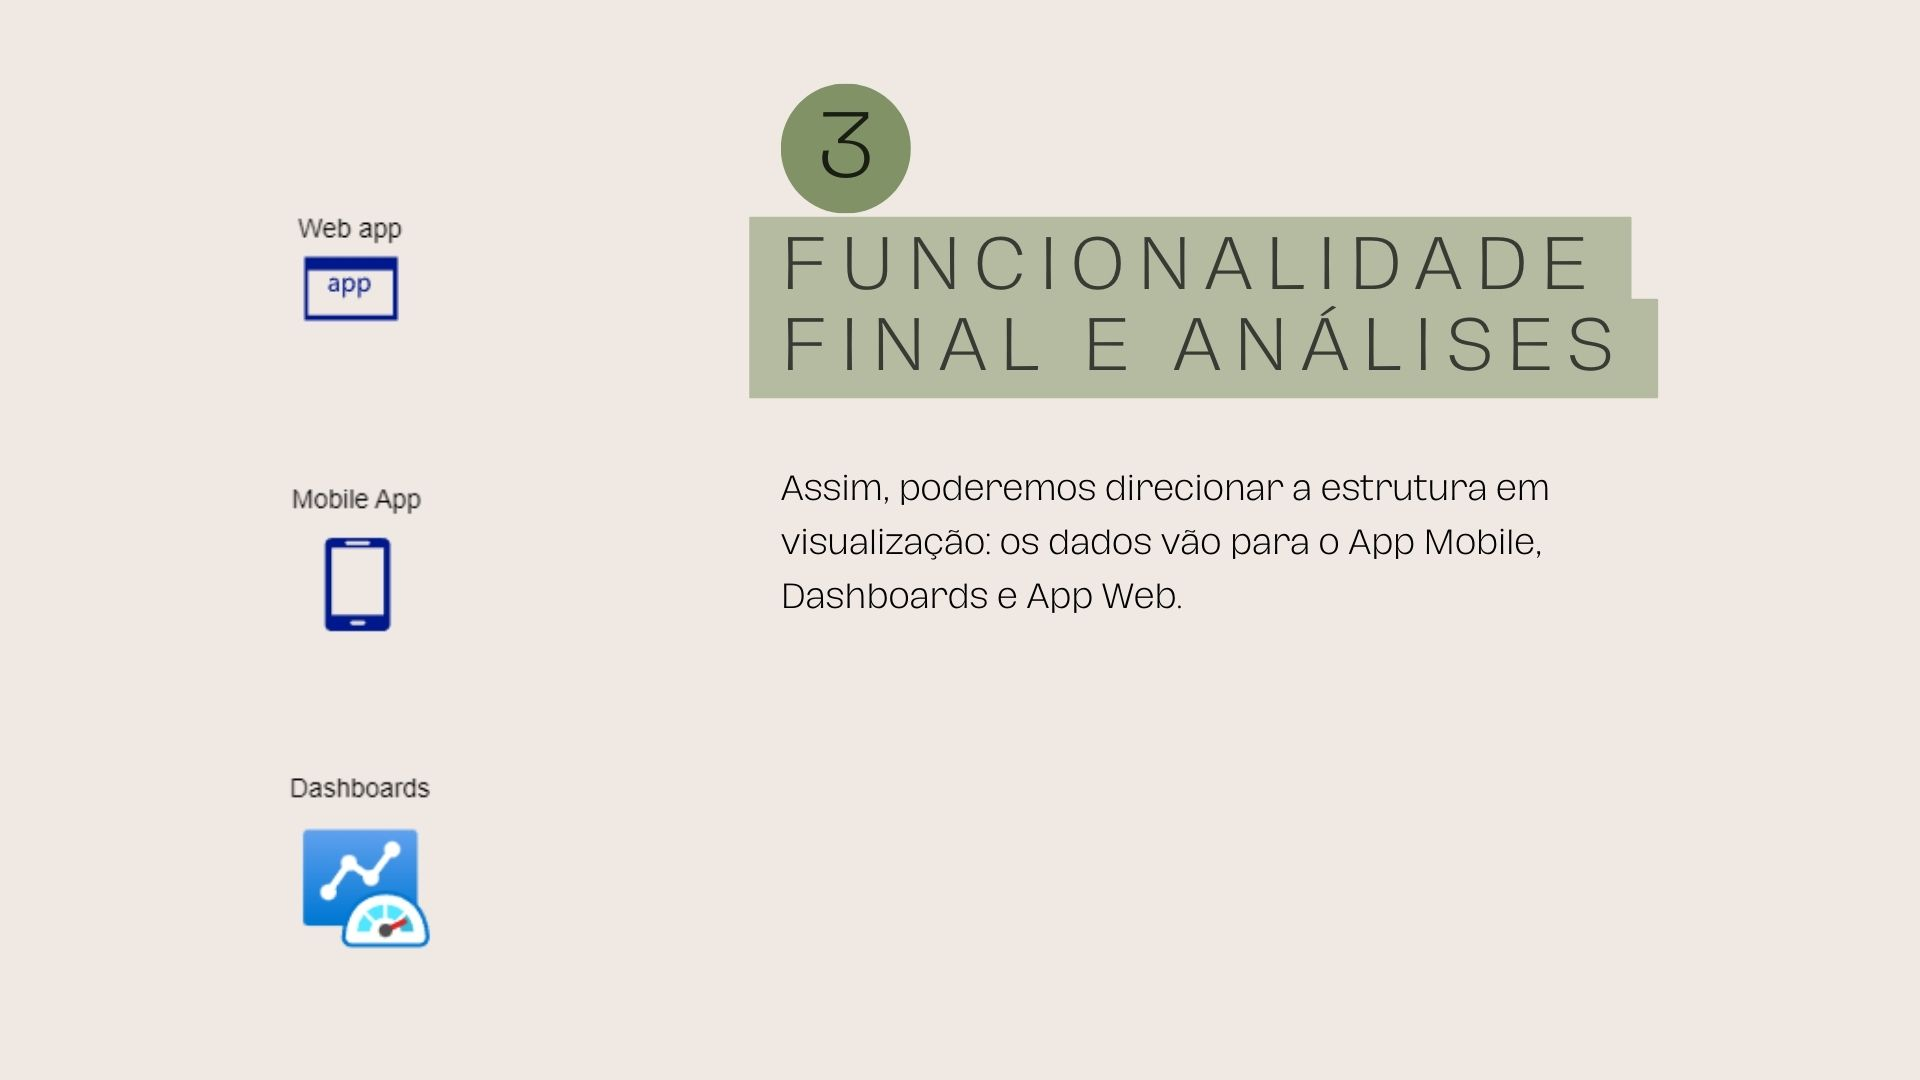 3
FUNCIONALIDADE
FINAL E ANÁLISES
Assim, poderemos direcionar a estrutura em
visualização: os dados vão para o App Mobile,
Dashboards e App Web.
Web app
app
Mobile App
Dashboards